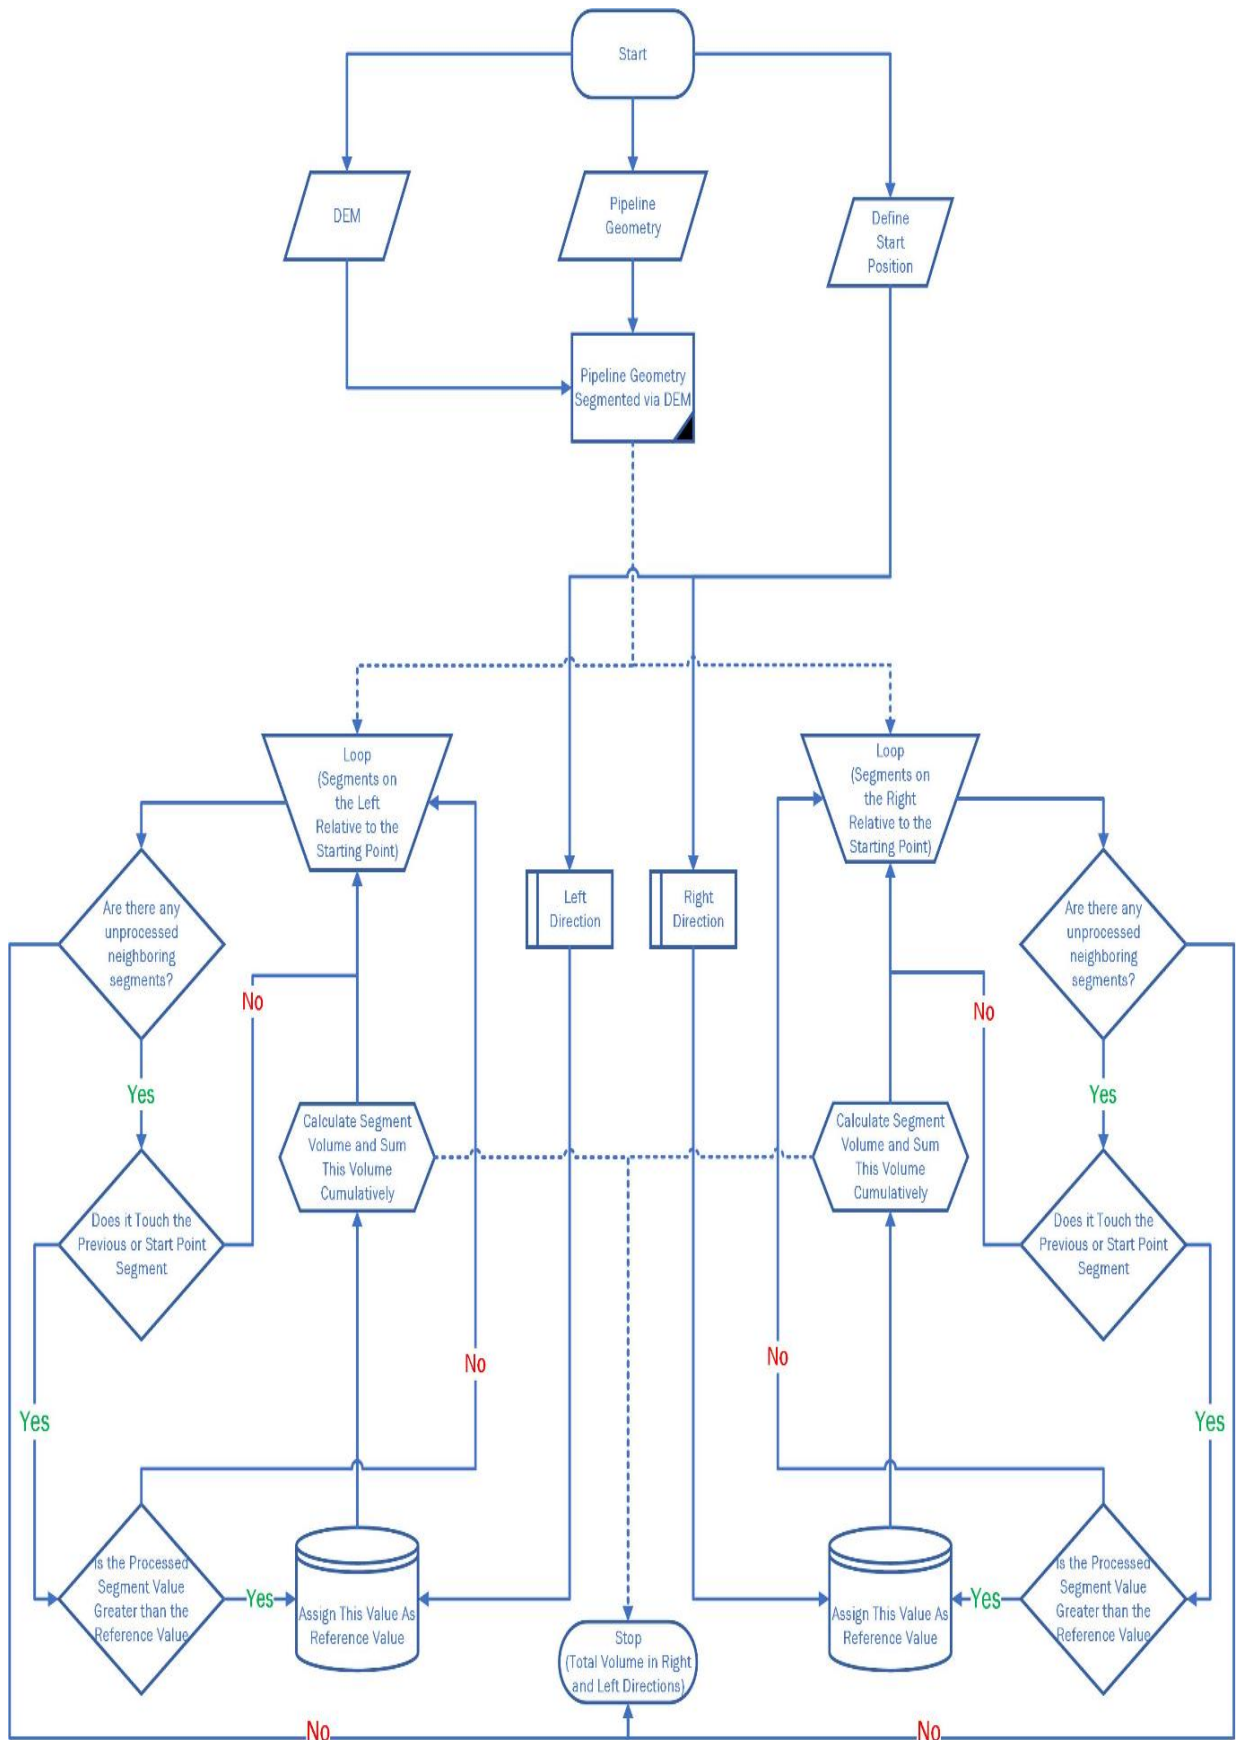 Start
DEM
Pipeline
Geometry
Define
Start
Position
Pipeline Geometry
Segmented via DEM
Loop
(Segments on
the Left
Relative to the
Starting Point)
Loop
(Segments on
the Right
Relative to the
Starting Point)
Left
Direction
Right
Direction
Are there any
unprocessed
neighboring
segments?
Are there any
unprocessed
neighboring
segments?
No
No
Yes
Yes
Calculate Segment
Volume and Sum
This Volume
Cumulatively
Calculate Segment
Volume and Sum
This Volume
Cumulatively
Does it Touch the
Previous or Start Point
Segment
Does it Touch the
Previous or Start Point
Segment
No
No
Yes
Yes
Is the Processed
Segment Value
Greater than the
Reference Value
Yes
Assign This Value As
Reference Value
Stop
(Total Volume in Right
and Left Directions)
Assign This Value As
Reference Value
Yes
Is the Processed
Segment Value
Greater than the
Reference Value
No
No